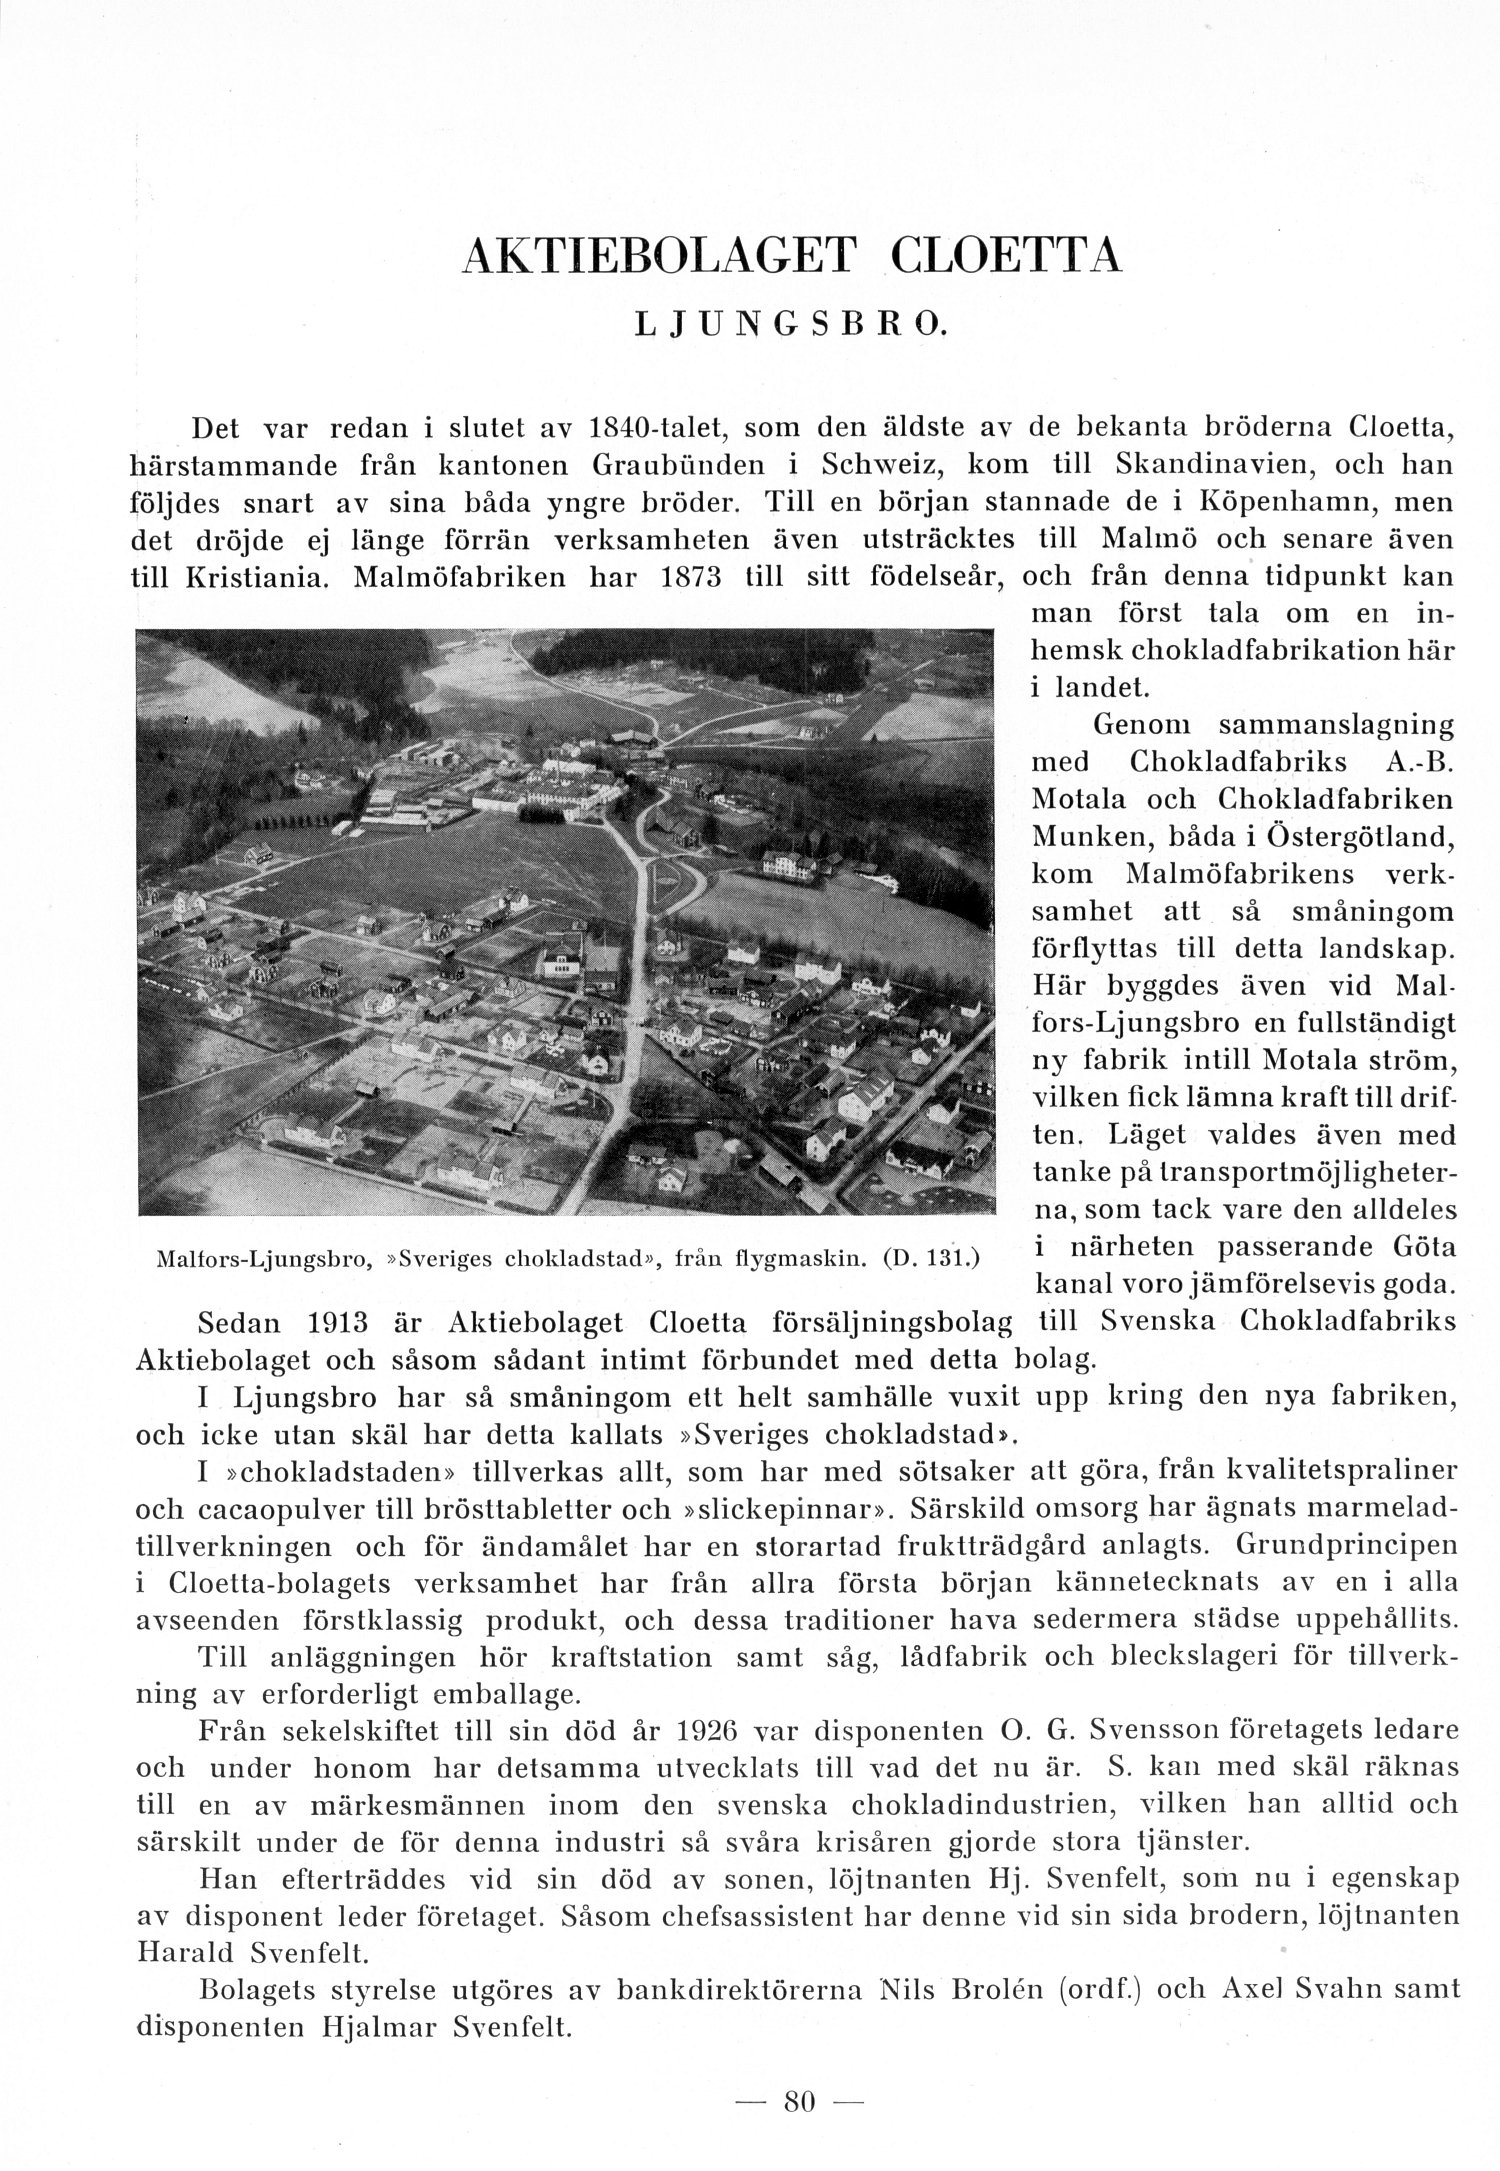 AKTIEBOLAGET CLOETTA
LJUNGSBRO.
Det var redan i slutet av 1840-talet, som den äldste av de bekanta bröderna Cloetta,
härstammande från kantonen Graubünden i Schweiz, kom till Skandinavien, och han
följdes snart av sina båda yngre bröder. Till en början stannade de i Köpenhamn, men
det dröjde ej länge förrän verksamheten även utsträcktes till Malmö och senare även
till Kristiania. Malmöfabriken har 1873 till sitt födelseår, och från denna tidpunkt kan
man först tala om en in-
hemsk chokladfabrikation här
i landet.
Genom sammanslagning
med Chokladfabriks A.-B.
Motala och Chokladfabriken
Munken, båda i Östergötland,
kom Malmöfabrikens verk-
samhet att så småningom
förflyttas till detta landskap.
Här byggdes även vid Mal-
fors-Ljungsbro en fullständigt
ny fabrik intill Motala ström,
vilken fick lämna kraft till drif-
ten. Läget valdes även med
tanke på transportmöjligheter-
na, som tack vare den alldeles
i närheten passerande Göta
kanal voro jämförelsevis goda.
Malfors-Ljungsbro, »Sveriges chokladstad», från flygmaskin. (D. 131.)
Sedan 1913 är Aktiebolaget Cloetta försäljningsbolag till Svenska Chokladfabriks
Aktiebolaget och såsom sådant intimt förbundet med detta bolag.
I Ljungsbro har så småningom ett helt samhälle vuxit upp kring den nya fabriken,
och icke utan skäl har detta kallats »Sveriges chokladstad».
I »chokladstaden» tillverkas allt, som har med sötsaker att göra, från kvalitetspraliner
och cacaopulver till brösttabletter och »slickepinnar». Särskild omsorg har ägnats marmelad-
tillverkningen och för ändamålet har en storartad fruktträdgård anlagts. Grundprincipen
i Cloetta-bolagets verksamhet har från allra första början kännetecknats av en i alla
avseenden förstklassig produkt, och dessa traditioner hava sedermera städse uppehållits.
Till anläggningen hör kraftstation samt såg, lådfabrik och bleckslageri för tillverk-
ning av erforderligt emballage.
Från sekelskiftet till sin död år 1926 var disponenten O. G. Svensson företagets ledare
och under honom har detsamma utvecklats till vad det nu är. S. kan med skäl räknas
till en av märkesmännen inom den svenska chokladindustrien, vilken han alltid och
särskilt under de för denna industri så svåra krisåren gjorde stora tjänster.
Han efterträddes vid sin död av sonen, löjtnanten Hj. Svenfelt, som nu i egenskap
av disponent leder företaget. Såsom chefsassistent har denne vid sin sida brodern, löjtnanten
Harald Svenfelt.
Bolagets styrelse utgöres av bankdirektörerna Nils Brolén (ordf.) och Axel Svahn samt
disponenten Hjalmar Svenfelt.
— 80 —